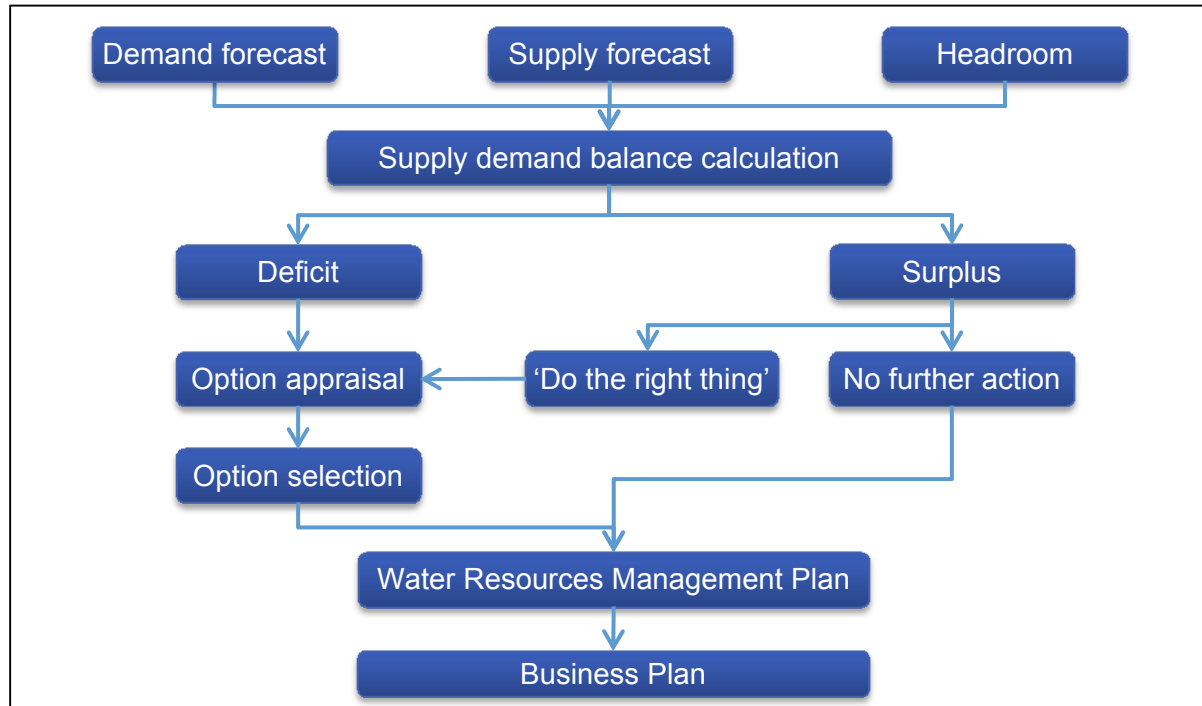 Demand forecast
Supply forecast
Headroom
Supply demand balance calculation
Deficit
Surplus
Option appraisal
‘Do the right thing’
No further action
Option selection
Water Resources Management Plan
Business Plan